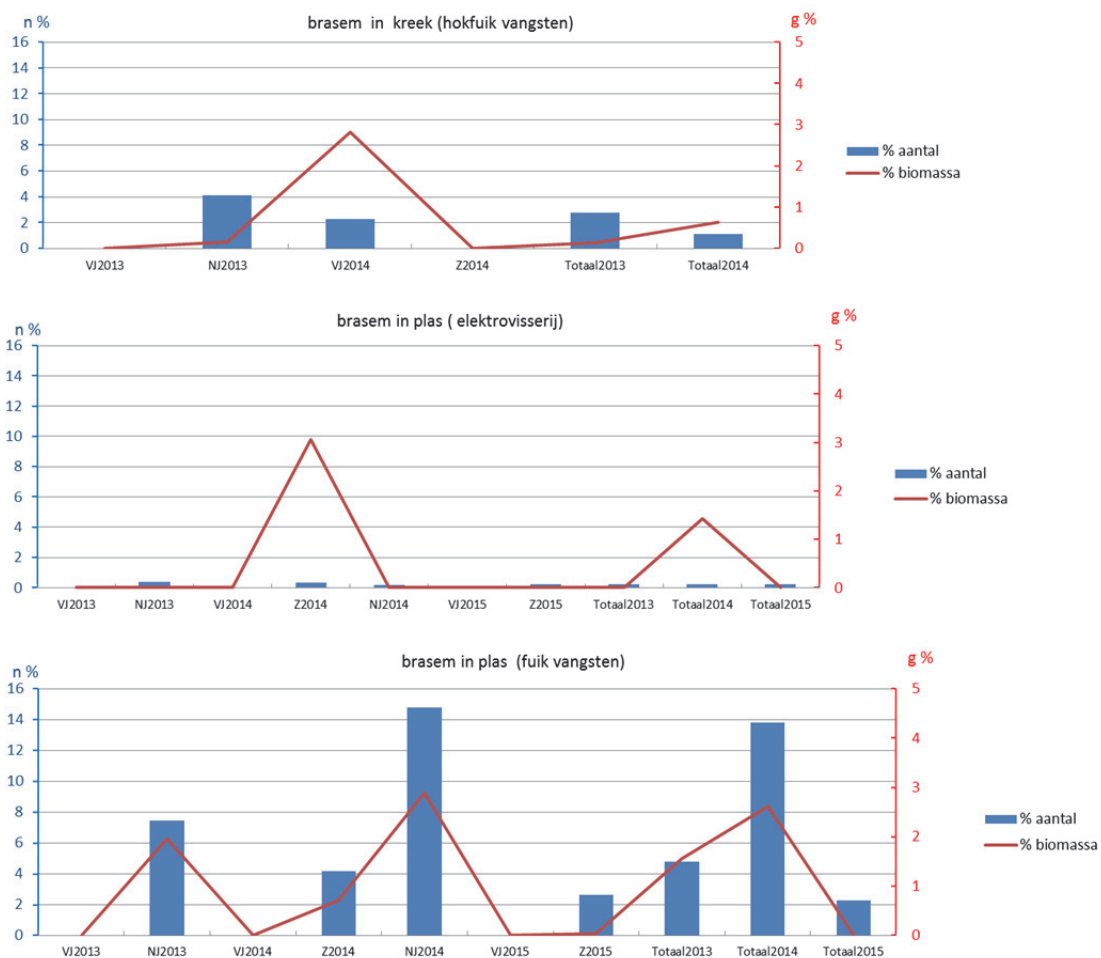 brasem in kreek (hokfuik vangsten)
n %
g %
16
14
12
10
8
6
4
2
0
5
4
3
2
1
0
VJ2013 NJ2013 VJ2014 Z2014 Totaal2013 Totaal2014
% aantal
% biomassa
brasem in plas ( elektrovisserij)
n %
g %
16
14
12
10
8
6
4
2
0
5
4
3
2
1
0
VJ2013 NJ2013 VJ2014 Z2014 NJ2014 VJ2015 Z2015 Totaal2013 Totaal2014 Totaal2015
% aantal
% biomassa
brasem in plas (fuik vangsten)
n %
g %
16
14
12
10
8
6
4
2
0
5
4
3
2
1
0
VJ2013 NJ2013 VJ2014 Z2014 NJ2014 VJ2015 Z2015 Totaal2013 Totaal2014 Totaal2015
% aantal
% biomassa